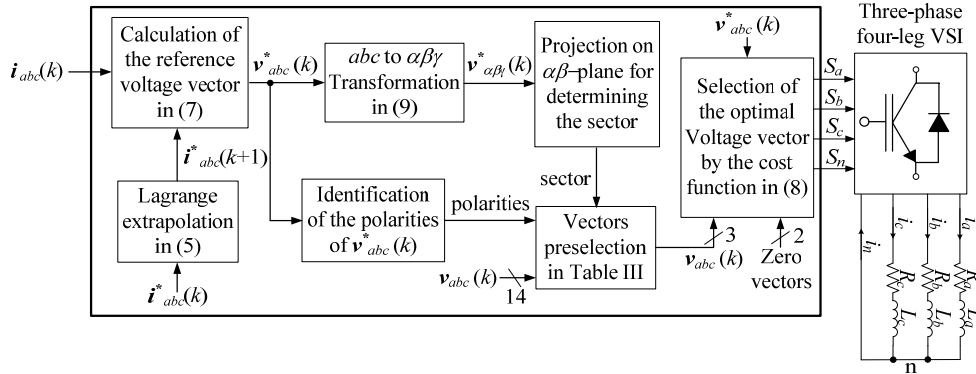 Three-phase
four-leg VSI
i_abc(k)
Calculation of
the reference
voltage vector
in (7)
v*_abc(k)
abc to αβγ
Transformation
in (9)
v*_αβγ(k)
Projection on
αβ–plane for
determining
the sector
v*_abc(k)
Selection of
the optimal
Voltage vector
by the cost
function in (8)
S_a
S_b
S_c
S_n
i*_abc(k+1)
sector
Lagrange
extrapolation
in (5)
i*_abc(k)
Identification
of the polarities
of v*_abc(k)
polarities
Vectors
preselection
in Table III
v_abc(k)
14
3
v_abc(k)
2
Zero
vectors
i_n
i_c
i_b
i_a
R_c
R_b
R_a
L_c
L_b
L_a
n